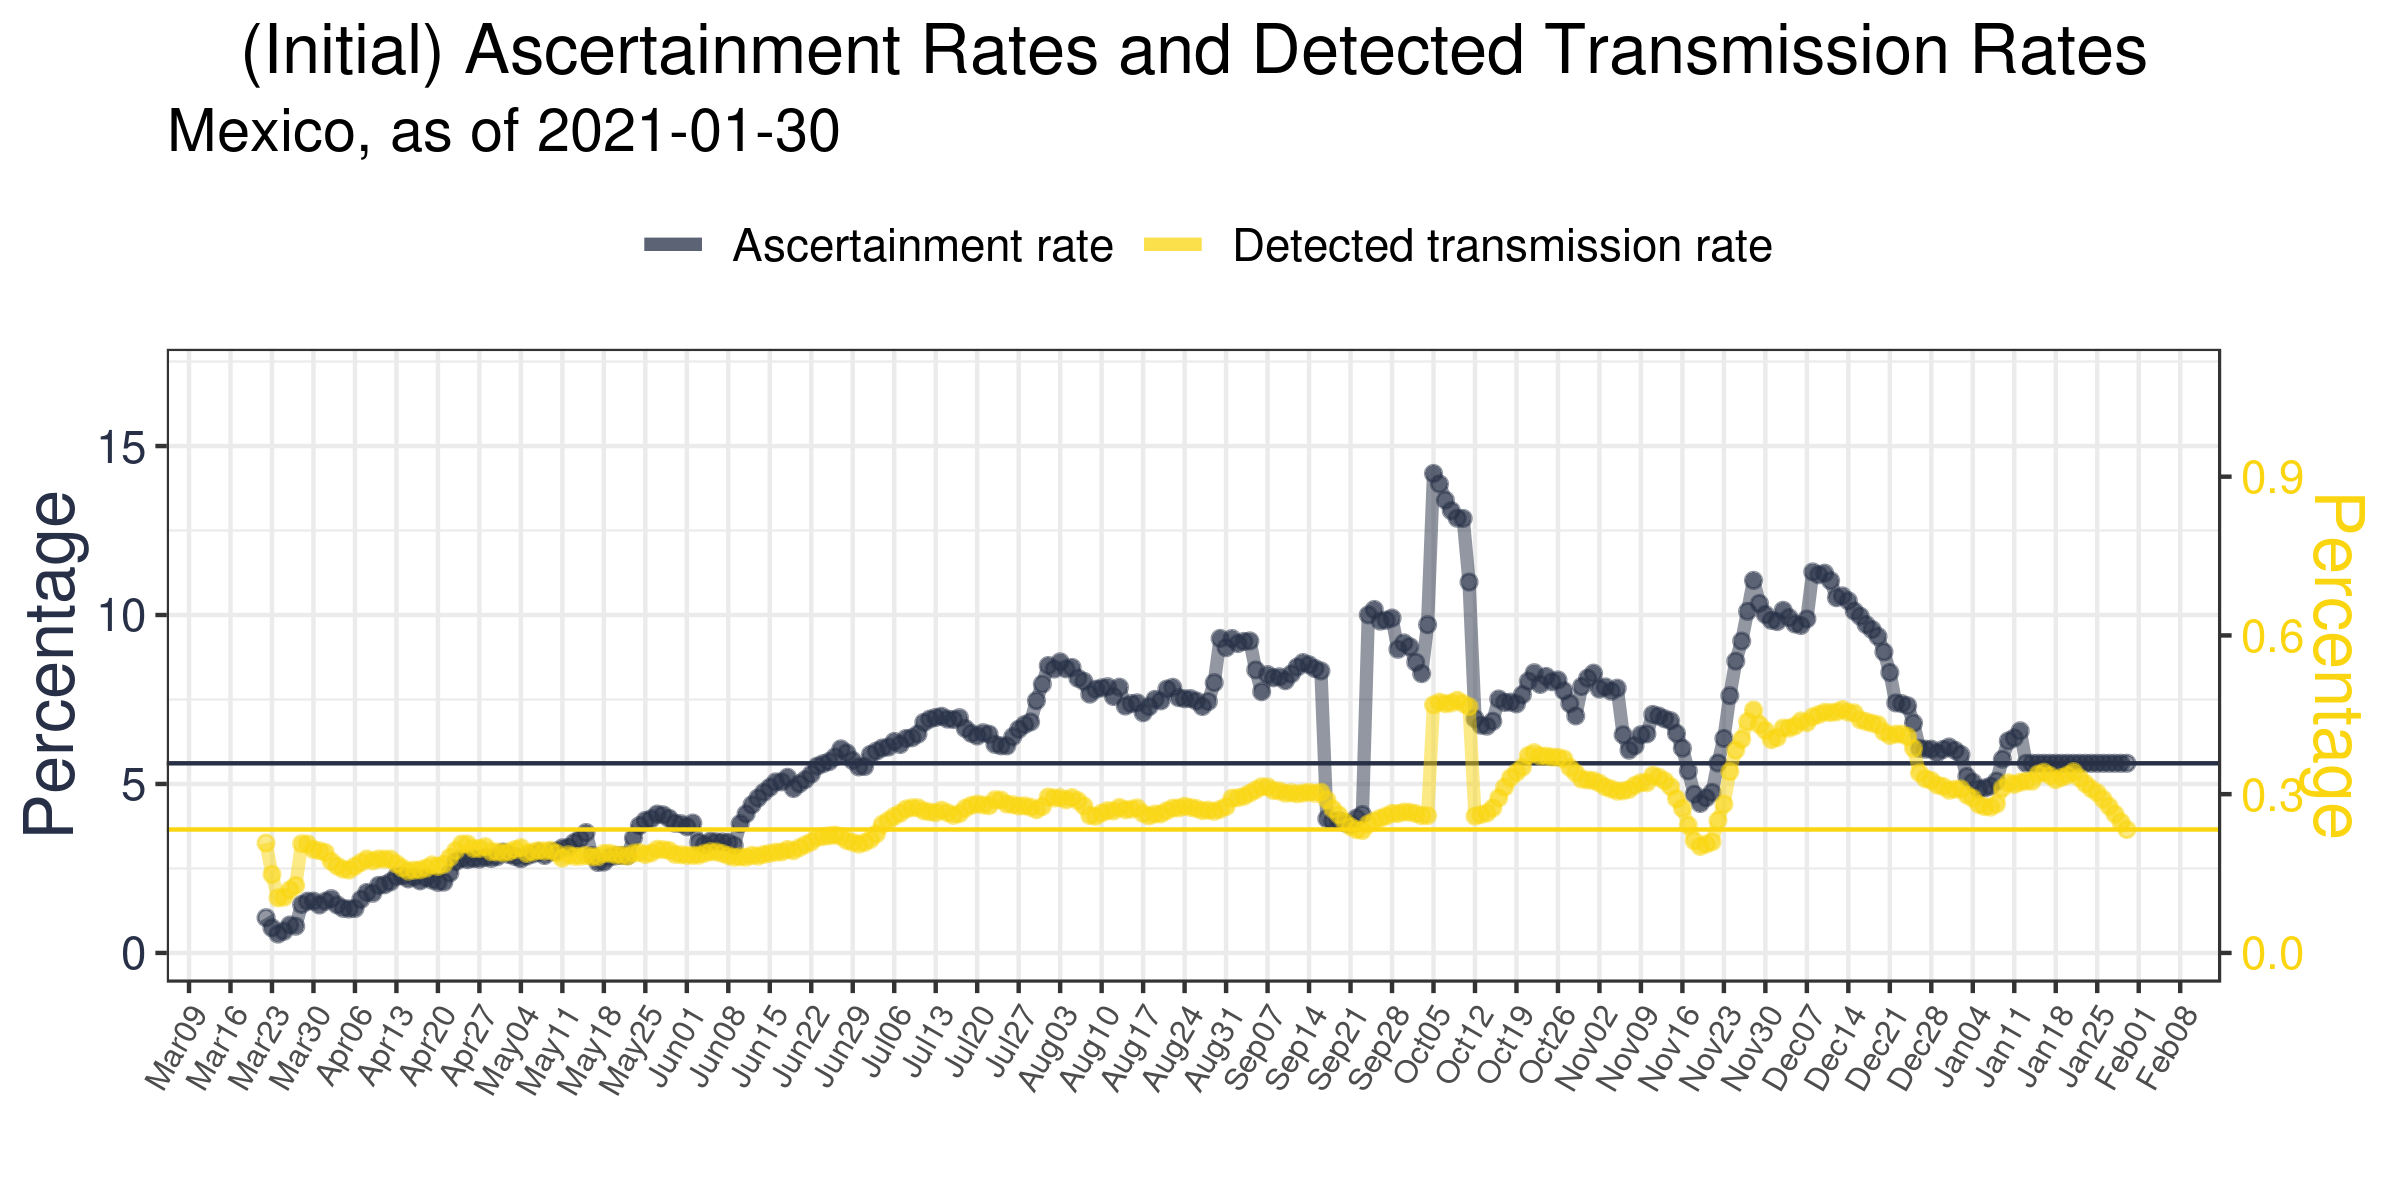 (Initial) Ascertainment Rates and Detected Transmission Rates
Mexico, as of 2021-01-30
Ascertainment rate
Detected transmission rate
Percentage
15
10
5
0
0.9
0.6
0.3
0.0
Percentage
Mar09
Mar16
Mar23
Mar30
Apr06
Apr13
Apr20
Apr27
May04
May11
May18
May25
Jun01
Jun08
Jun15
Jun22
Jun29
Jul06
Jul13
Jul20
Jul27
Aug03
Aug10
Aug17
Aug24
Aug31
Sep07
Sep14
Sep21
Sep28
Oct05
Oct12
Oct19
Oct26
Nov02
Nov09
Nov16
Nov23
Nov30
Dec07
Dec14
Dec21
Dec28
Jan04
Jan11
Jan18
Jan25
Feb01
Feb08